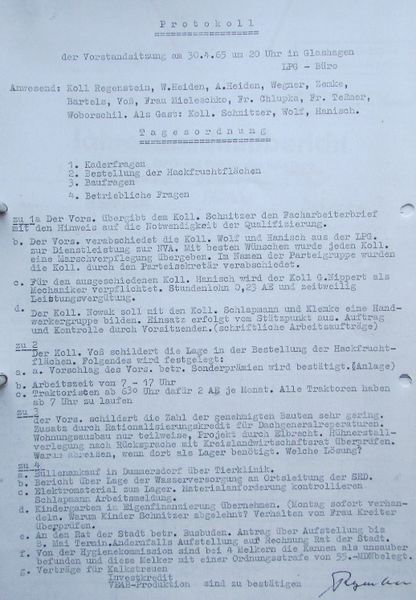 Protokoll
der Vorstandsitzung am 30.4.65 um 20 Uhr in Glashagen
LPG - Büro
Anwesend: Koll Regenstein, W.Heiden, A.Heiden, Wegner, Zemke,
Bartels, Voß, Frau Mieleschko, Fr. Chlupka, Fr. Teßmer,
Woborschil. Als Gast: Koll. Schnitzer, Wolf, Hanisch.
Tagesordnung
1. Kaderfragen
2. Bestellung der Hackfruchtflächen
3. Baufragen
4. Betriebliche Fragen
zu 1a Der Vors. übergibt dem Koll. Schnitzer den Facharbeiterbrief
mit den Hinweis auf die Notwendigkeit der Qualifizierung.
b. Der Vors. verabschiedet die Koll. Wolf und Hanisch aus der LPG.
zur Dienstleistung zur NVA. Mit besten Wünschen wurde jeden Koll.
eine Marschverpflegung übergeben. Im Namen der Parteigruppe wurden
die Koll. durch den Parteisekretär verabschiedet.
c. Für den ausgeschiedenen Koll. Hanisch wird der Koll G.Nippert als
Mechaniker verpflichtet. Stundenlohn 0,23 AE und zeitweilig
Leistungsvergütung.
d. Der Koll. Nowak soll mit den Koll. Schlapmann und Klemke eine Hand-
werkergruppe bilden. Einsatz erfolgt vom Stützpunkt aus. Auftrag
und Kontrolle durch Vorsitzenden.(schriftliche Arbeitsaufträge)
zu 2
Der Koll. Voß schildert die Lage in der Bestellung der Hackfrucht-
flächen. Folgendes wird festgelegt:
a. a. Vorschlag des Vors. betr. Sonderprämien wird bestätigt.(Anlage)
b. Arbeitszeit von 7 - 17 Uhr
c. Traktoristen ab 630 Uhr dafür 2 AE je Monat. Alle Traktoren haben
ab 7 Uhr zu laufen
zu 3
der Vors. schildert die Zahl der genehmigten Bauten sehr gering.
Zusatz durch Rationalisierungskredit für Dachgeneralreperaturen.
Wohnungsausbau nur teilweise, Projekt durch Elbrecht. Hühnerstall-
verlegung nach Rücksprache mit Kreislandwirtschaftsrat überprüfen.
Warum abreissen, wenn dort als Lager benötigt. Welche Lösung?
zu 4
a. Bullenankauf in Dummersdorf über Tierklinik.
b. Bericht über Lage der Wasserversorgung an Ortsleitung der SED.
c. Elektromaterial zum Lager. Materialanforderung kontrollieren
Schlapmann Arbeitsmeldung.
d. Kindergarten in Eigenfinanzierung übernehmen. (Montag sofort verhan-
deln. Warum Kinder Schnitzer abgelehnt? Verhalten von Frau Kreiter
überprüfen.
e. An den Rat der Stadt betr. Busbuden. Antrag über Aufstellung bis
8. Mai Termin. Andernfalls Aufstellung auf Rechnung Rat der Stadt.
f. Von der Hygienekommission sind bei 4 Melkern die Kannen als unsauber
befunden und diese Melker mit einer Ordnungsstrafe von 35.-MDN belegt.
g. Verträge für Kalkstreuen
Investkredit
VEAB-Produktion sind zu bestätigen